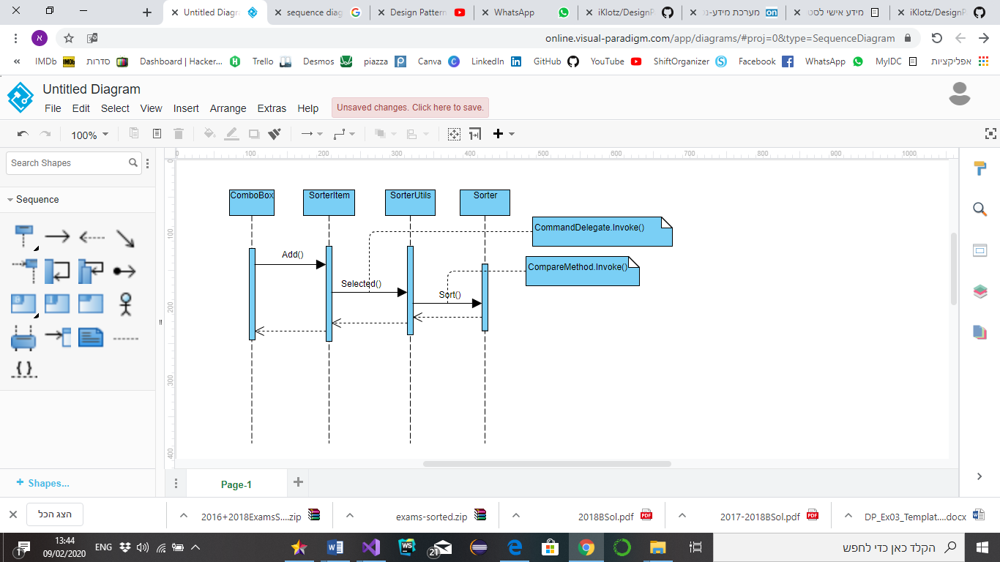 Untitled Diagr
sequence diag
Design Pattern
WhatsApp
iKlotz/DesignP
מערכת מידע-נט
on
מידע אישי לסט
iKlotz/DesignP
א
online.visual-paradigm.com/app/diagrams/#proj=0&type=SequenceDiagram
«
IMDb
סדרות
Dashboard | Hacker...
Trello
Desmos
piazza
Canva
LinkedIn
GitHub
YouTube
ShiftOrganizer
Facebook
WhatsApp
MyIDC
אפליקציות
Untitled Diagram
File Edit Select View Insert Arrange Extras Help
Unsaved changes. Click here to save.
100%
Search Shapes
0 100 200 300 400 500 600 700 800 900 1000
Sequence
0
100
200
300
400
ComboBox
SorterItem
SorterUtils
Sorter
CommandDelegate.Invoke()
Add()
CompareMethod.Invoke()
Selected()
Sort()
+ Shapes...
Page-1
הצג הכל
2016+2018ExamsS....zip
exams-sorted.zip
2018BSol.pdf
2017-2018BSol.pdf
DP_Ex03_Templat....docx
13:44
09/02/2020
1
ENG
21
הקלד כאן כדי לחפש